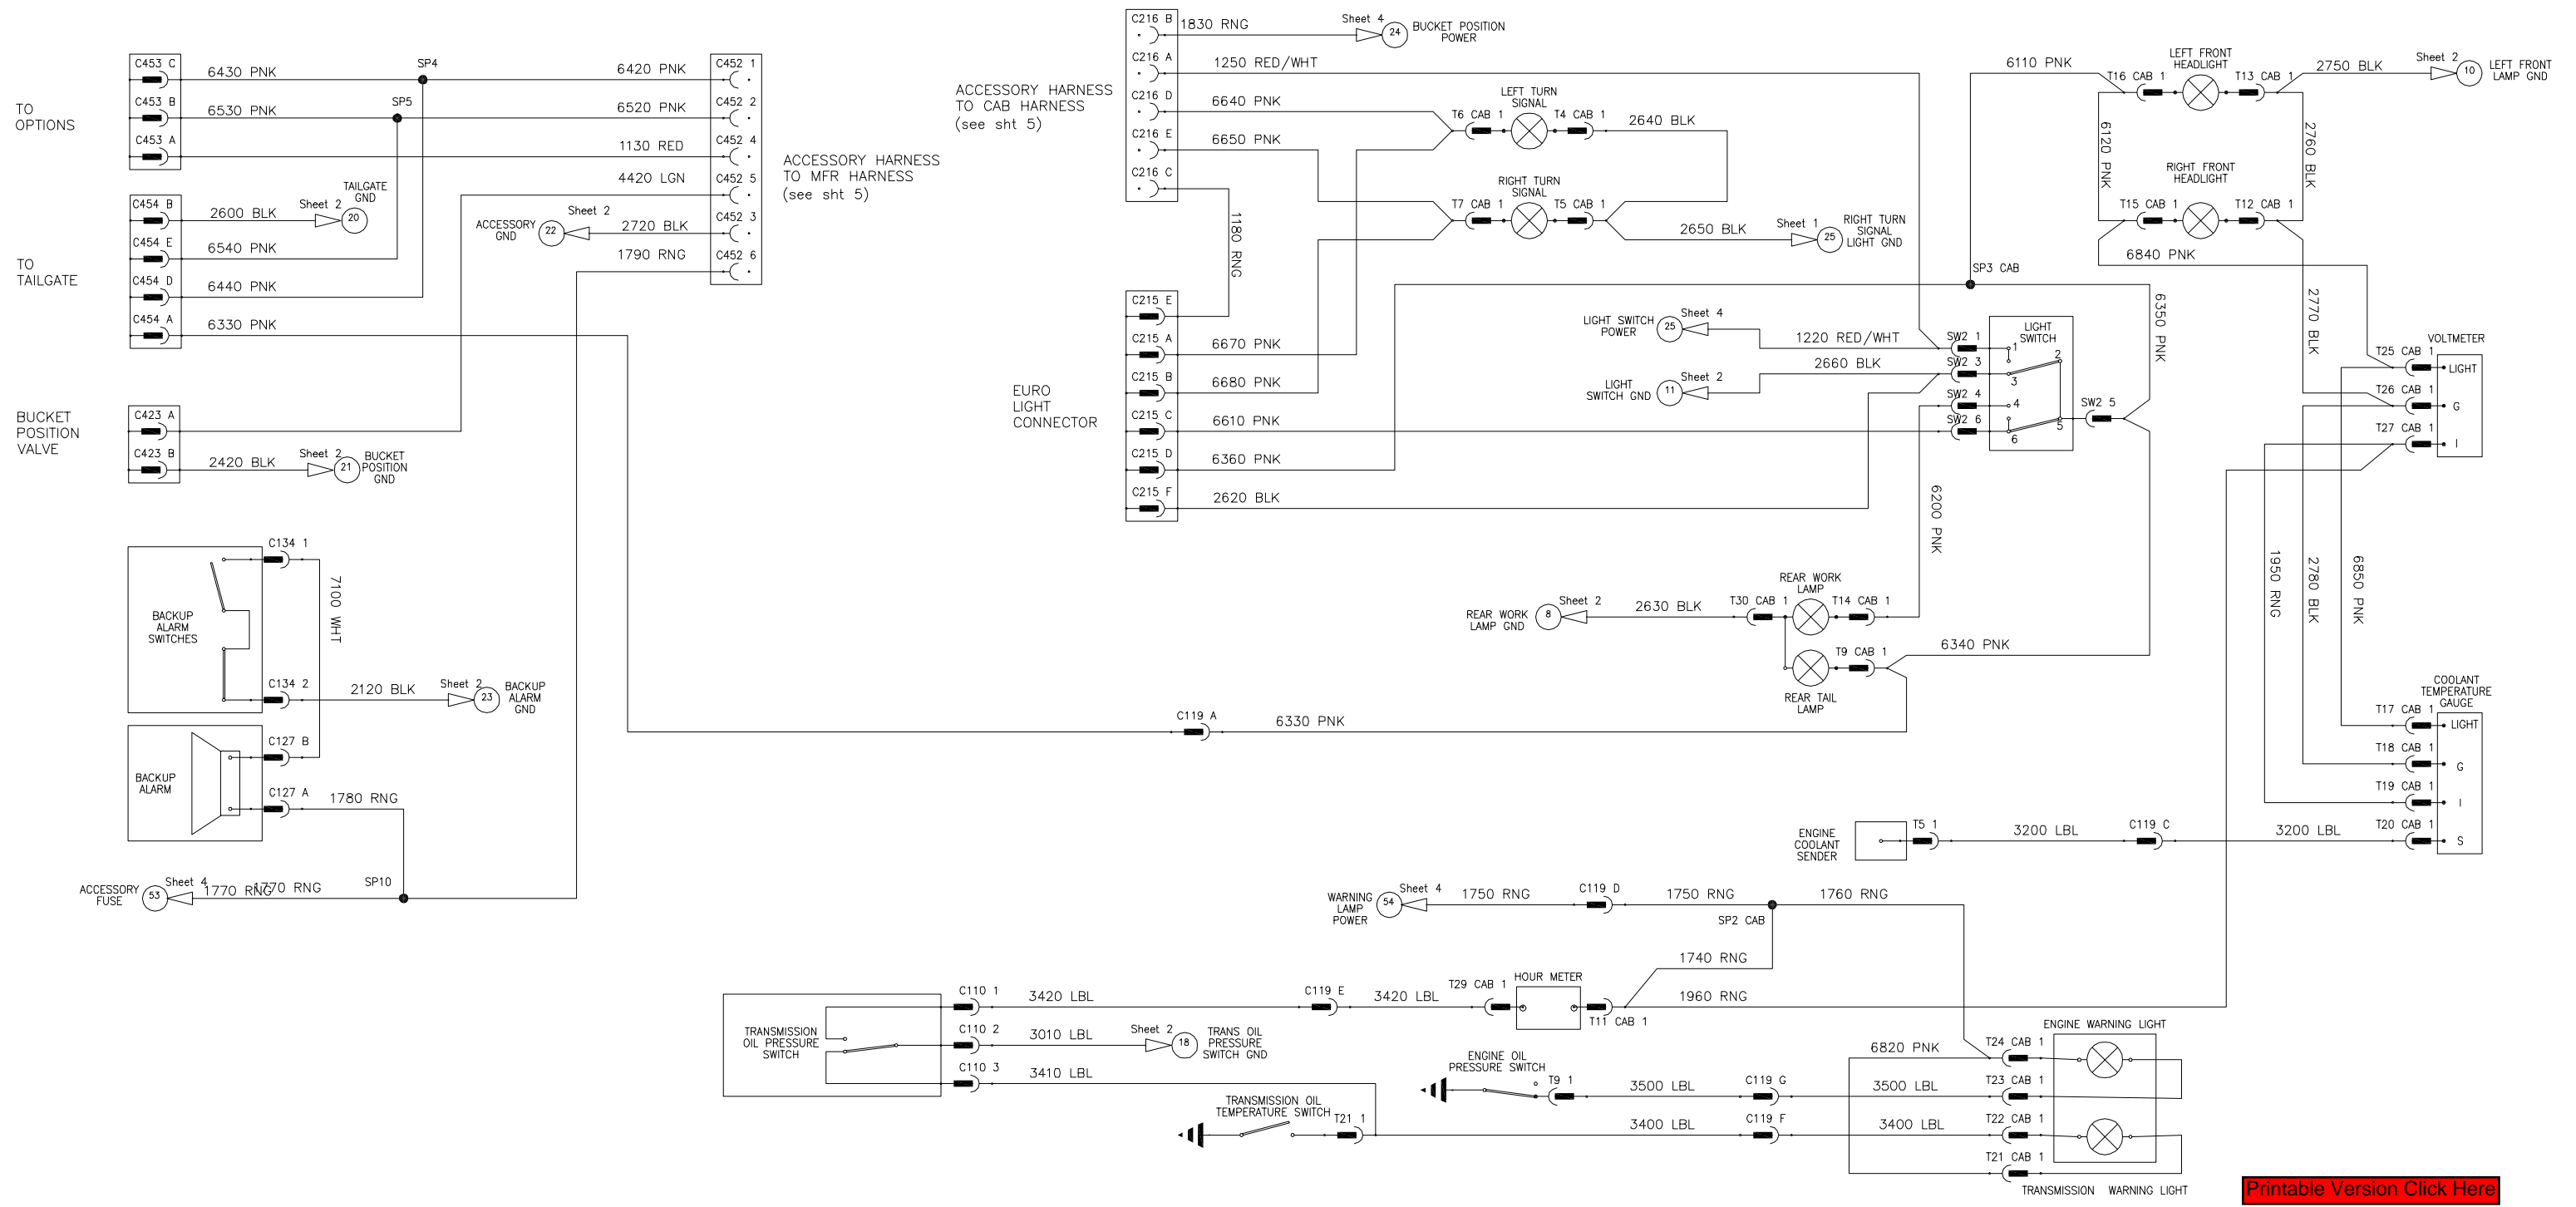 TO
OPTIONS
C453 C
6430 PNK
SP4
6420 PNK
C452 1
C453 B
6530 PNK
SP5
6520 PNK
C452 2
C453 A
1130 RED
C452 4
ACCESSORY HARNESS
TO MFR HARNESS
(see sht 5)
4420 LGN
C452 5
TO
TAILGATE
C454 B
2600 BLK
Sheet 2
20
TAILGATE
GND
ACCESSORY
GND
22
Sheet 2
2720 BLK
C452 3
C454 E
6540 PNK
1790 RNG
C452 6
C454 D
6440 PNK
C454 A
6330 PNK
BUCKET
POSITION
VALVE
C423 A
C423 B
2420 BLK
Sheet 2
21
BUCKET
POSITION
GND
BACKUP
ALARM
SWITCHES
C134 1
7100 WHT
C134 2
2120 BLK
Sheet 2
23
BACKUP
ALARM
GND
BACKUP
ALARM
C127 B
C127 A
1780 RNG
ACCESSORY
FUSE
53
Sheet 4
1770 RNG
1770 RNG
SP10
ACCESSORY HARNESS
TO CAB HARNESS
(see sht 5)
C216 B
1830 RNG
Sheet 4
24
BUCKET POSITION
POWER
C216 A
1250 RED/WHT
C216 D
6640 PNK
C216 E
6650 PNK
C216 C
1180 RNG
LEFT TURN
SIGNAL
T6 CAB 1
T4 CAB 1
2640 BLK
RIGHT TURN
SIGNAL
T7 CAB 1
T5 CAB 1
2650 BLK
Sheet 1
25
RIGHT TURN
SIGNAL
LIGHT GND
EURO
LIGHT
CONNECTOR
C215 E
C215 A
6670 PNK
C215 B
6680 PNK
C215 C
6610 PNK
C215 D
6360 PNK
C215 F
2620 BLK
LIGHT SWITCH
POWER
25
Sheet 4
1220 RED/WHT
LIGHT
SWITCH GND
11
Sheet 2
2660 BLK
SW2 1
SW2 3
SW2 4
SW2 6
LIGHT
SWITCH
1
2
3
4
5
6
SW2 5
SP3 CAB
6350 PNK
6200 PNK
6110 PNK
T16 CAB 1
LEFT FRONT
HEADLIGHT
T13 CAB 1
2750 BLK
Sheet 2
10
LEFT FRONT
LAMP GND
6120 PNK
2760 BLK
RIGHT FRONT
HEADLIGHT
T15 CAB 1
T12 CAB 1
6840 PNK
2770 BLK
VOLTMETER
T25 CAB 1
LIGHT
T26 CAB 1
G
T27 CAB 1
I
1950 RNG
2780 BLK
6850 PNK
REAR WORK
LAMP
REAR WORK
LAMP GND
8
Sheet 2
2630 BLK
T30 CAB 1
T14 CAB 1
T9 CAB 1
6340 PNK
REAR TAIL
LAMP
C119 A
6330 PNK
COOLANT
TEMPERATURE
GAUGE
T17 CAB 1
LIGHT
T18 CAB 1
G
T19 CAB 1
I
T20 CAB 1
S
ENGINE
COOLANT
SENDER
T5 1
3200 LBL
C119 C
3200 LBL
WARNING
LAMP
POWER
54
Sheet 4
1750 RNG
C119 D
1750 RNG
1760 RNG
SP2 CAB
1740 RNG
TRANSMISSION
OIL PRESSURE
SWITCH
C110 1
3420 LBL
C119 E
3420 LBL
T29 CAB 1
HOUR METER
T11 CAB 1
1960 RNG
C110 2
3010 LBL
Sheet 2
18
TRANS OIL
PRESSURE
SWITCH GND
C110 3
3410 LBL
ENGINE OIL
PRESSURE SWITCH
T9 1
3500 LBL
C119 G
3500 LBL
TRANSMISSION OIL
TEMPERATURE SWITCH
T21 1
3400 LBL
C119 F
3400 LBL
6820 PNK
ENGINE WARNING LIGHT
T24 CAB 1
T23 CAB 1
T22 CAB 1
T21 CAB 1
TRANSMISSION WARNING LIGHT
Printable Version Click Here